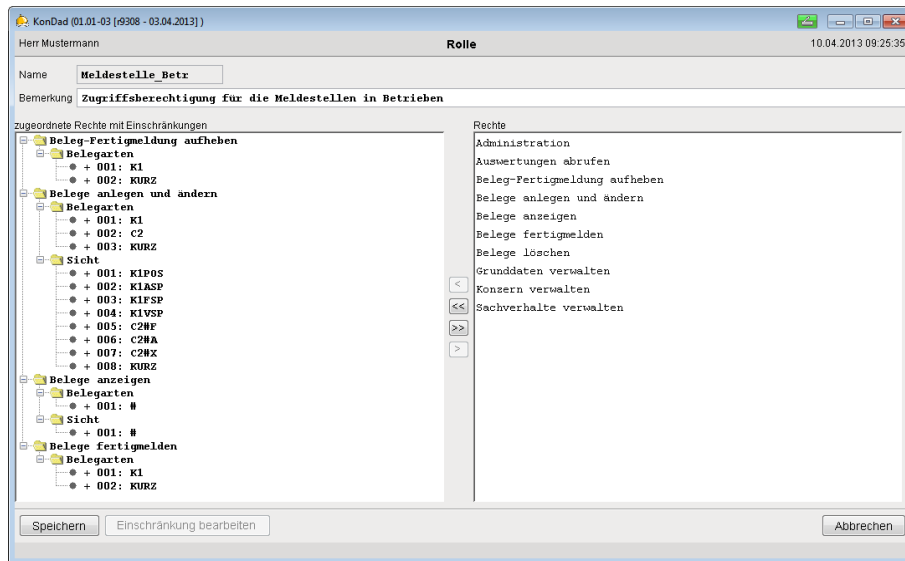 KonDad (01.01-03 [r9308 - 03.04.2013] )
Herr Mustermann Rolle 10.04.2013 09:25:35
Name Meldestelle_Betr
Bemerkung Zugriffsberechtigung für die Meldestellen in Betrieben
zugeordnete Rechte mit Einschränkungen
Beleg-Fertigmeldung aufheben
Belegarten
+ 001: K1
+ 002: KURZ
Belege anlegen und ändern
Belegarten
+ 001: K1
+ 002: C2
+ 003: KURZ
Sicht
+ 001: K1POS
+ 002: K1ASP
+ 003: K1FSP
+ 004: K1VSP
+ 005: C2#F
+ 006: C2#A
+ 007: C2#X
+ 008: KURZ
Belege anzeigen
Belegarten
+ 001: #
Sicht
+ 001: #
Belege fertigmelden
Belegarten
+ 001: K1
+ 002: KURZ
<
<<
>>
>
Rechte
Administration
Auswertungen abrufen
Beleg-Fertigmeldung aufheben
Belege anlegen und ändern
Belege anzeigen
Belege fertigmelden
Belege löschen
Grunddaten verwalten
Konzern verwalten
Sachverhalte verwalten
Speichern Einschränkung bearbeiten Abbrechen